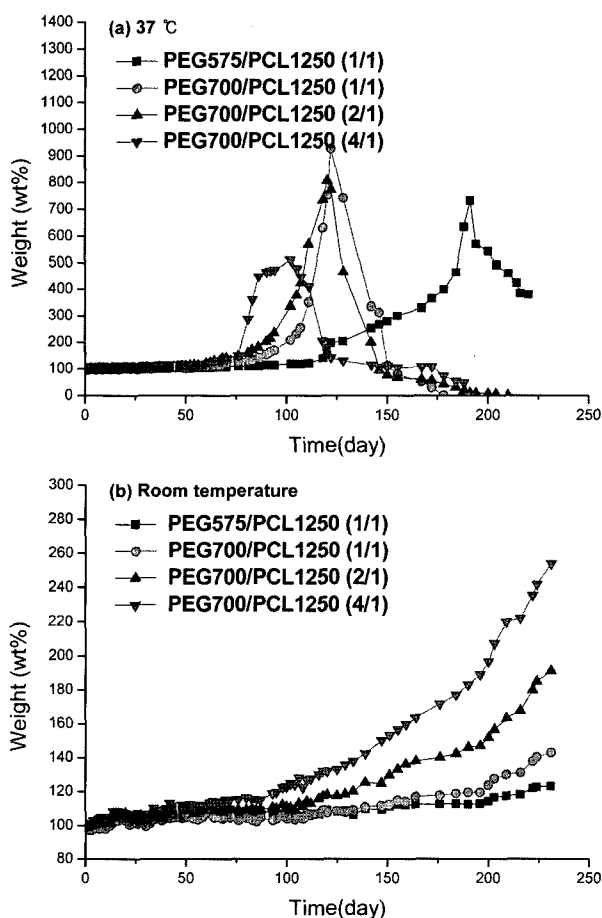 (a) 37 ℃
PEG575/PCL1250 (1/1)
PEG700/PCL1250 (1/1)
PEG700/PCL1250 (2/1)
PEG700/PCL1250 (4/1)
Weight (wt%)
1400
1300
1200
1100
1000
900
800
700
600
500
400
300
200
100
0
0 50 100 150 200 250
Time(day)
(b) Room temperature
PEG575/PCL1250 (1/1)
PEG700/PCL1250 (1/1)
PEG700/PCL1250 (2/1)
PEG700/PCL1250 (4/1)
Weight (wt%)
300
280
260
240
220
200
180
160
140
120
100
80
0 50 100 150 200 250
Time(day)